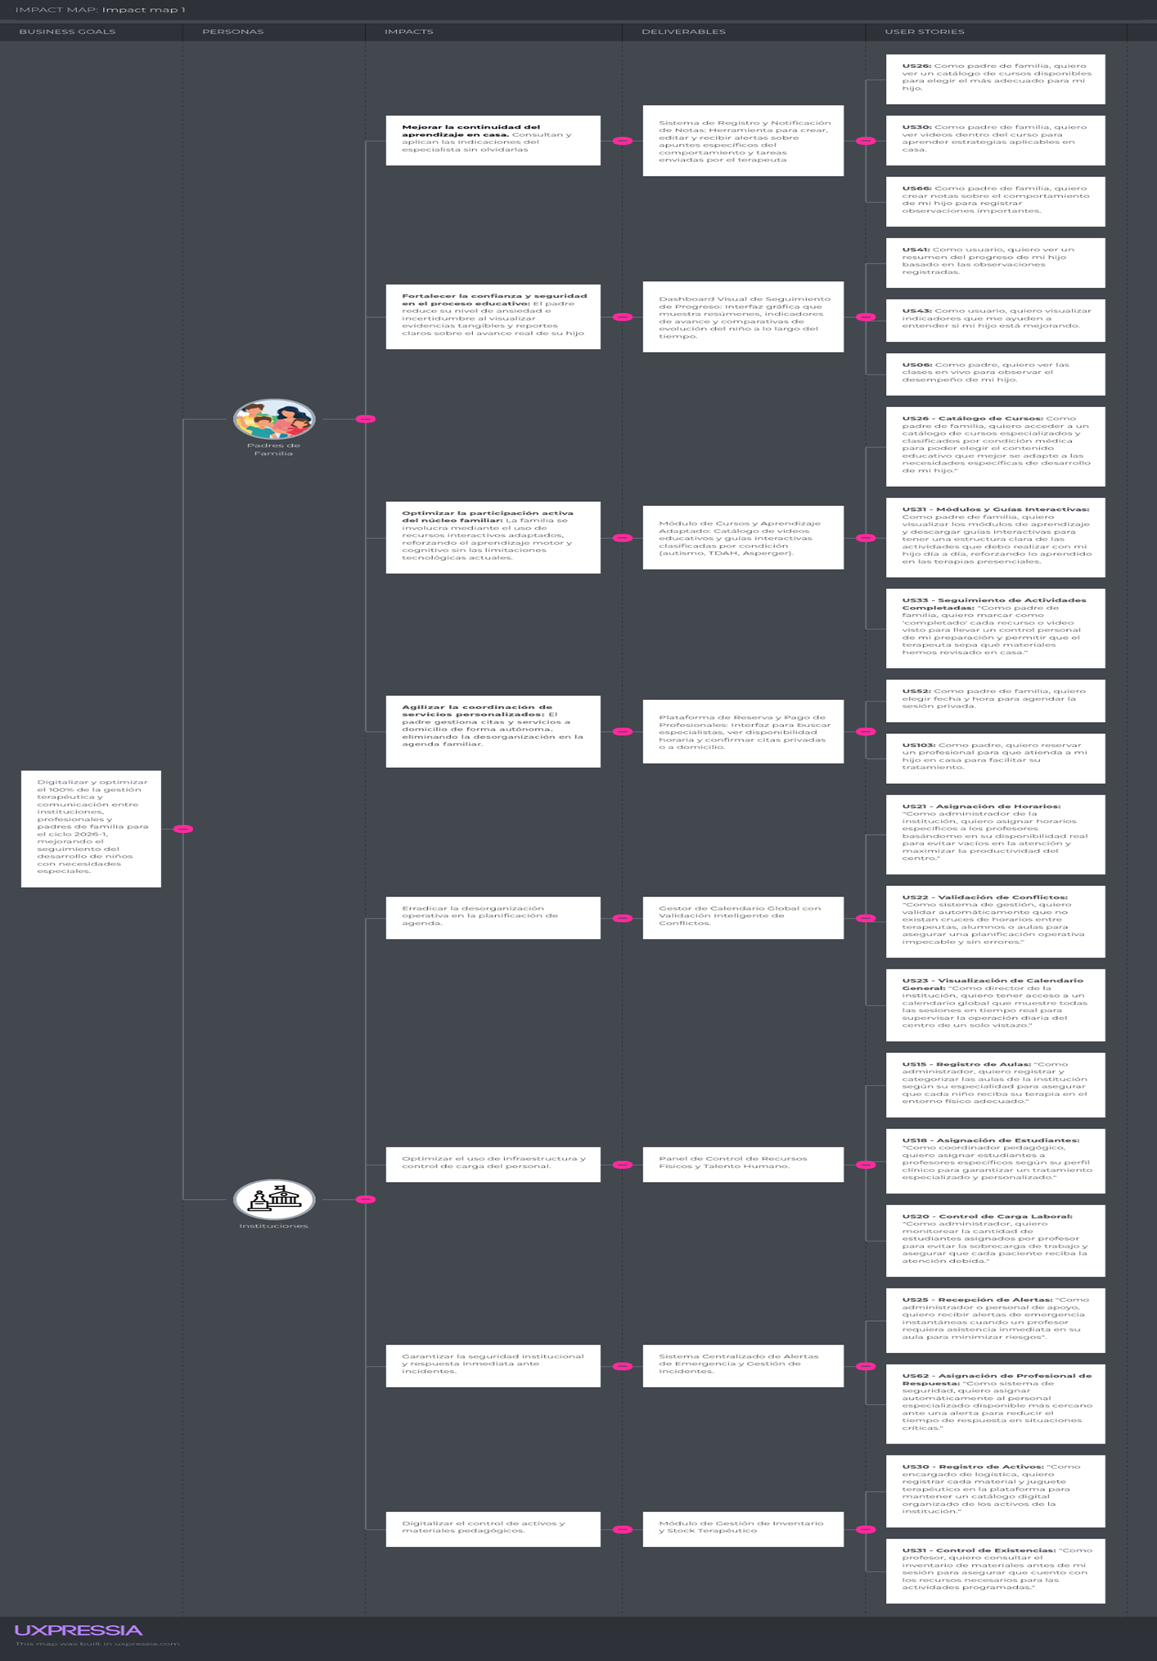 IMPACT MAP: Impact map 1
BUSINESS GOALS
PERSONAS
IMPACTS
DELIVERABLES
USER STORIES
Digitalizar y optimizar
el 100% de la gestión
terapéutica y
comunicación entre
instituciones,
profesionales y
padres de familia para
el ciclo 2026-1,
mejorando el
seguimiento del
desarrollo de niños
con necesidades
especiales.
Padres de
Familia
Mejorar la continuidad del
aprendizaje en casa. Consultan y
aplican las indicaciones del
especialista sin olvidarlas
Sistema de Registro y Notificación
de Notas: Herramienta para crear,
editar y recibir alertas sobre
apuntes específicos del
comportamiento y tareas
enviadas por el terapeuta
US26: Como padre de familia, quiero
ver un catálogo de cursos disponibles
para elegir el más adecuado para mi
hijo.
US30: Como padre de familia, quiero
ver videos dentro del curso para
aprender estrategias aplicables en
casa.
US66: Como padre de familia, quiero
crear notas sobre el comportamiento
de mi hijo para registrar
observaciones importantes.
Fortalecer la confianza y seguridad
en el proceso educativo: El padre
reduce su nivel de ansiedad e
incertidumbre al visualizar
evidencias tangibles y reportes
claros sobre el avance real de su hijo
Dashboard Visual de Seguimiento
de Progreso: Interfaz gráfica que
muestra resúmenes, indicadores
de avance y comparativas de
evolución del niño a lo largo del
tiempo.
US41: Como usuario, quiero ver un
resumen del progreso de mi hijo
basado en las observaciones
registradas.
US43: Como usuario, quiero visualizar
indicadores que me ayuden a
entender si mi hijo está mejorando.
US06: Como padre, quiero ver las
clases en vivo para observar el
desempeño de mi hijo.
Optimizar la participación activa
del núcleo familiar: La familia se
involucra mediante el uso de
recursos interactivos adaptados,
reforzando el aprendizaje motor y
cognitivo sin las limitaciones
tecnológicas actuales.
Módulo de Cursos y Aprendizaje
Adaptado: Catálogo de videos
educativos y guías interactivas
clasificadas por condición
(autismo, TDAH, Asperger).
US26 - Catálogo de Cursos: Como
padre de familia, quiero acceder a un
catálogo de cursos especializados y
clasificados por condición médica
para poder elegir el contenido
educativo que mejor se adapte a las
necesidades específicas de desarrollo
de mi hijo."
US31 - Módulos y Guías Interactivas:
Como padre de familia, quiero
visualizar los módulos de aprendizaje
y descargar guías interactivas para
tener una estructura clara de las
actividades que debo realizar con mi
hijo día a día, reforzando lo aprendido
en las terapias presenciales.
US33 - Seguimiento de Actividades
Completadas: "Como padre de
familia, quiero marcar como
'completado' cada recurso o video
visto para llevar un control personal
de mi preparación y permitir que el
terapeuta sepa qué materiales
hemos revisado en casa."
Agilizar la coordinación de
servicios personalizados: El
padre gestiona citas y servicios a
domicilio de forma autónoma,
eliminando la desorganización en la
agenda familiar.
Plataforma de Reserva y Pago de
Profesionales: Interfaz para buscar
especialistas, ver disponibilidad
horaria y confirmar citas privadas
o a domicilio.
US52: Como padre de familia, quiero
elegir fecha y hora para agendar la
sesión privada.
US103: Como padre, quiero reservar
un profesional para que atienda a mi
hijo en casa para facilitar su
tratamiento.
Instituciones
Erradicar la desorganización
operativa en la planificación de
agenda.
Gestor de Calendario Global con
Validación Inteligente de
Conflictos.
US21 - Asignación de Horarios:
"Como administrador de la
institución, quiero asignar horarios
específicos a los profesores
basándome en su disponibilidad real
para evitar vacíos en la atención y
maximizar la productividad del
centro."
US22 - Validación de Conflictos:
"Como sistema de gestión, quiero
validar automáticamente que no
existan cruces de horarios entre
terapeutas, alumnos o aulas para
asegurar una planificación operativa
impecable y sin errores."
US23 - Visualización de Calendario
General: "Como director de la
institución, quiero tener acceso a un
calendario global que muestre todas
las sesiones en tiempo real para
supervisar la operación diaria del
centro de un solo vistazo."
Optimizar el uso de infraestructura y
control de carga del personal.
Panel de Control de Recursos
Físicos y Talento Humano.
US15 - Registro de Aulas: "Como
administrador, quiero registrar y
categorizar las aulas de la institución
según su especialidad para asegurar
que cada niño reciba su terapia en el
entorno físico adecuado."
US18 - Asignación de Estudiantes:
"Como coordinador pedagógico,
quiero asignar estudiantes a
profesores específicos según su perfil
clínico para garantizar un tratamiento
especializado y personalizado."
US20 - Control de Carga Laboral:
"Como administrador, quiero
monitorear la cantidad de
estudiantes asignados por profesor
para evitar la sobrecarga de trabajo y
asegurar que cada paciente reciba la
atención debida."
Garantizar la seguridad institucional
y respuesta inmediata ante
incidentes.
Sistema Centralizado de Alertas
de Emergencia y Gestión de
Incidentes.
US25 - Recepción de Alertas: "Como
administrador o personal de apoyo,
quiero recibir alertas de emergencia
instantáneas cuando un profesor
requiera asistencia inmediata en su
aula para minimizar riesgos".
US62 - Asignación de Profesional de
Respuesta: "Como sistema de
seguridad, quiero asignar
automáticamente al personal
especializado disponible más cercano
ante una alerta para reducir el
tiempo de respuesta en situaciones
críticas."
Digitalizar el control de activos y
materiales pedagógicos.
Módulo de Gestión de Inventario
y Stock Terapéutico
US30 - Registro de Activos: "Como
encargado de logística, quiero
registrar cada material y juguete
terapéutico en la plataforma para
mantener un catálogo digital
organizado de los activos de la
institución."
US31 - Control de Existencias: "Como
profesor, quiero consultar el
inventario de materiales antes de mi
sesión para asegurar que cuento con
los recursos necesarios para las
actividades programadas."
UXPRESSIA
This map was built in uxpressia.com